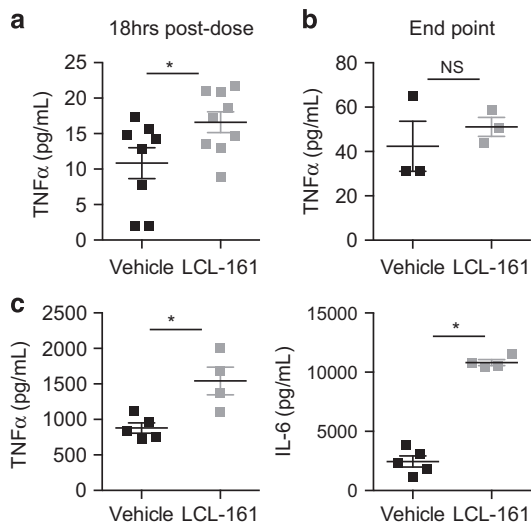 a
18hrs post-dose
*
TNFα (pg/mL)
25
20
15
10
5
0
Vehicle LCL-161
b
End point
NS
TNFα (pg/mL)
80
60
40
20
0
Vehicle LCL-161
c
*
TNFα (pg/mL)
2500
2000
1500
1000
500
0
Vehicle LCL-161
*
IL-6 (pg/mL)
15000
10000
5000
0
Vehicle LCL-161